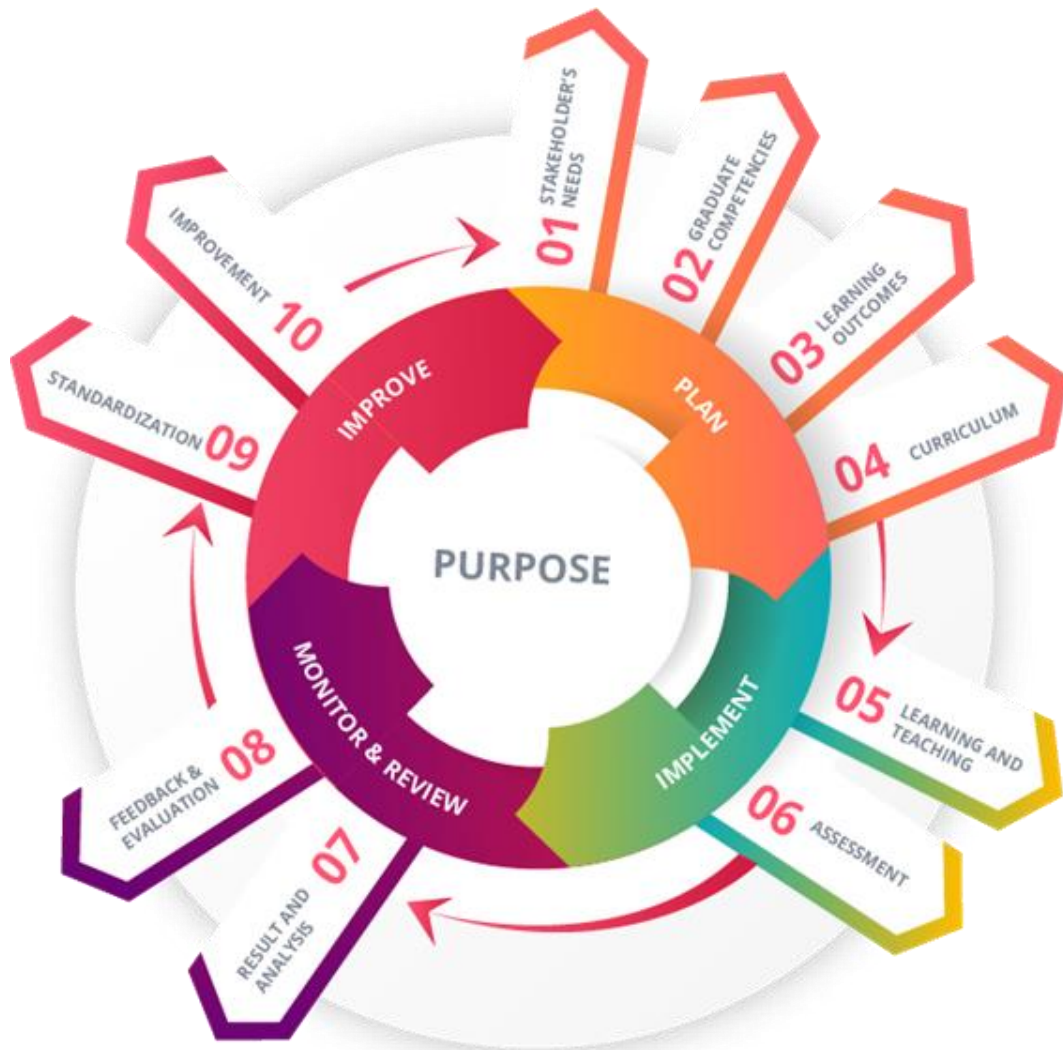 PURPOSE
PLAN
01
STAKEHOLDER'S
NEEDS
02
GRADUATE
COMPETENCIES
03
LEARNING
OUTCOMES
04
CURRICULUM
IMPLEMENT
05
LEARNING AND
TEACHING
06
ASSESSMENT
MONITOR & REVIEW
07
RESULT AND
ANALYSIS
08
FEEDBACK &
EVALUATION
IMPROVE
09
STANDARDIZATION
10
IMPROVEMENT